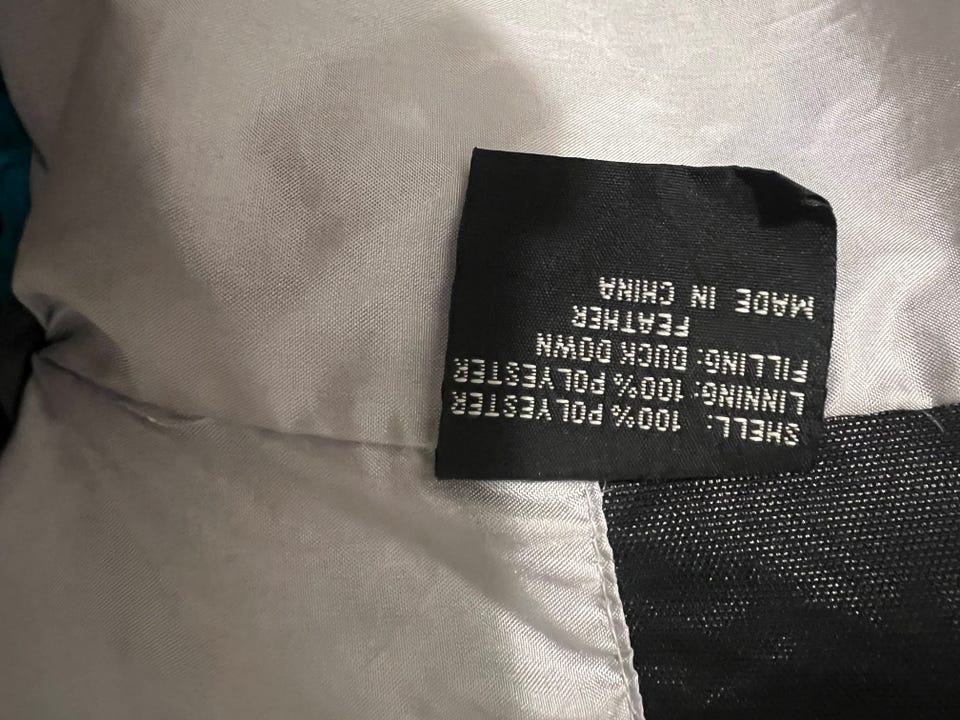 SHELL: 100% POLYESTER
LINNING: 100% POLYESTER
FILLING: DUCK DOWN
FEATHER
MADE IN CHINA